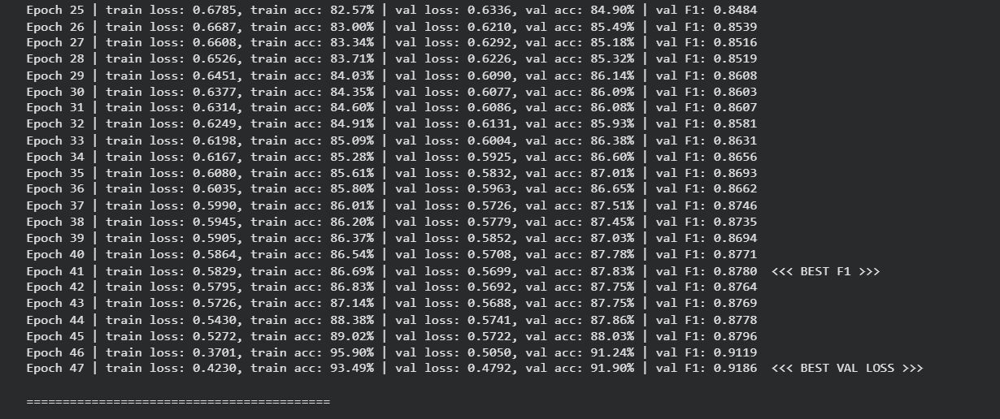 Epoch 25 | train loss: 0.6785, train acc: 82.57% | val loss: 0.6336, val acc: 84.90% | val F1: 0.8484
Epoch 26 | train loss: 0.6687, train acc: 83.00% | val loss: 0.6210, val acc: 85.49% | val F1: 0.8539
Epoch 27 | train loss: 0.6608, train acc: 83.34% | val loss: 0.6292, val acc: 85.18% | val F1: 0.8516
Epoch 28 | train loss: 0.6526, train acc: 83.71% | val loss: 0.6226, val acc: 85.32% | val F1: 0.8519
Epoch 29 | train loss: 0.6451, train acc: 84.03% | val loss: 0.6090, val acc: 86.14% | val F1: 0.8608
Epoch 30 | train loss: 0.6377, train acc: 84.35% | val loss: 0.6077, val acc: 86.09% | val F1: 0.8603
Epoch 31 | train loss: 0.6314, train acc: 84.60% | val loss: 0.6086, val acc: 86.08% | val F1: 0.8607
Epoch 32 | train loss: 0.6249, train acc: 84.91% | val loss: 0.6131, val acc: 85.93% | val F1: 0.8581
Epoch 33 | train loss: 0.6198, train acc: 85.09% | val loss: 0.6004, val acc: 86.38% | val F1: 0.8631
Epoch 34 | train loss: 0.6167, train acc: 85.28% | val loss: 0.5925, val acc: 86.60% | val F1: 0.8656
Epoch 35 | train loss: 0.6080, train acc: 85.61% | val loss: 0.5832, val acc: 87.01% | val F1: 0.8693
Epoch 36 | train loss: 0.6035, train acc: 85.80% | val loss: 0.5963, val acc: 86.65% | val F1: 0.8662
Epoch 37 | train loss: 0.5990, train acc: 86.01% | val loss: 0.5726, val acc: 87.51% | val F1: 0.8746
Epoch 38 | train loss: 0.5945, train acc: 86.20% | val loss: 0.5779, val acc: 87.45% | val F1: 0.8735
Epoch 39 | train loss: 0.5905, train acc: 86.37% | val loss: 0.5852, val acc: 87.03% | val F1: 0.8694
Epoch 40 | train loss: 0.5864, train acc: 86.54% | val loss: 0.5708, val acc: 87.78% | val F1: 0.8771
Epoch 41 | train loss: 0.5829, train acc: 86.69% | val loss: 0.5699, val acc: 87.83% | val F1: 0.8780  <<< BEST F1 >>>
Epoch 42 | train loss: 0.5795, train acc: 86.83% | val loss: 0.5692, val acc: 87.75% | val F1: 0.8764
Epoch 43 | train loss: 0.5726, train acc: 87.14% | val loss: 0.5688, val acc: 87.75% | val F1: 0.8769
Epoch 44 | train loss: 0.5430, train acc: 88.38% | val loss: 0.5741, val acc: 87.86% | val F1: 0.8778
Epoch 45 | train loss: 0.5272, train acc: 89.02% | val loss: 0.5722, val acc: 88.03% | val F1: 0.8796
Epoch 46 | train loss: 0.3701, train acc: 95.90% | val loss: 0.5050, val acc: 91.24% | val F1: 0.9119
Epoch 47 | train loss: 0.4230, train acc: 93.49% | val loss: 0.4792, val acc: 91.90% | val F1: 0.9186  <<< BEST VAL LOSS >>>
==========================================